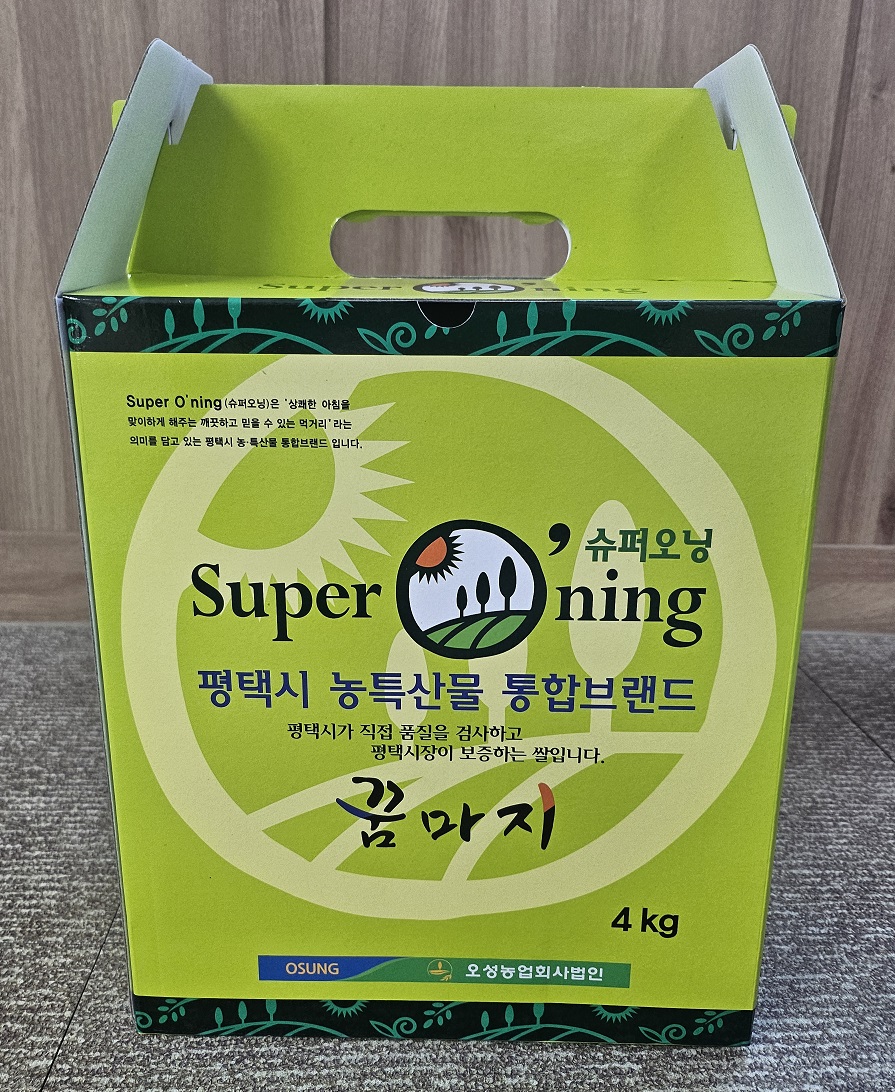 Super O'ning
Super O'ning(슈퍼오닝)은 '상쾌한 아침을
맞이하게 해주는 깨끗하고 믿을 수 있는 먹거리'라는
의미를 담고 있는 평택시 농·특산물 통합브랜드 입니다.
슈퍼오닝
Super O'ning
평택시 농특산물 통합브랜드
평택시가 직접 품질을 검사하고
평택시장이 보증하는 쌀입니다.
꿈마지
4 kg
OSUNG 오성농업회사법인